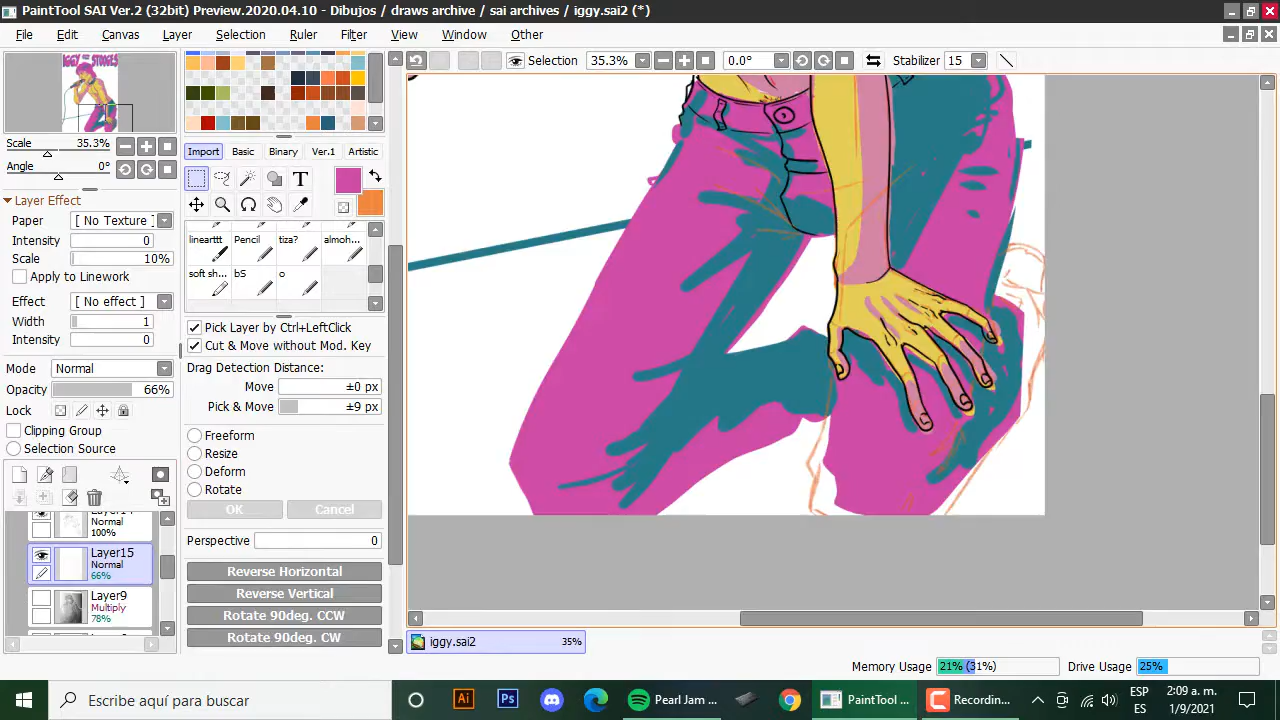 PaintTool SAI Ver.2 (32bit) Preview.2020.04.10 - Dibujos / draws archive / sai archives / iggy.sai2 (*)
File Edit Canvas Layer Selection Ruler Filter View Window Other
Selection 35.3% 0.0° Stabilizer 15
IGGY THE STOOGES
Scale
35.3%
Angle
0°
Layer Effect
Paper [ No Texture ]
Intensity 0
Scale 10%
Apply to Linework
Effect [ No effect ]
Width 1
Intensity 0
Mode Normal
Opacity 66%
Lock
Clipping Group
Selection Source
Normal
100%
Layer15
Normal
66%
Layer9
Multiply
78%
Import Basic Binary Ver.1 Artistic
T
linearttt Pencil tiza? almoh...
soft sh... bS o
Pick Layer by Ctrl+LeftClick
Cut & Move without Mod. Key
Drag Detection Distance:
Move ±0 px
Pick & Move ±9 px
Freeform
Resize
Deform
Rotate
OK Cancel
Perspective 0
Reverse Horizontal
Reverse Vertical
Rotate 90deg. CCW
Rotate 90deg. CW
iggy.sai2 35%
Memory Usage 21% (31%) Drive Usage 25%
Escribe aquí para buscar
Ai
Ps
Pearl Jam ...
PaintTool ...
Recordin...
ESP
ES
2:09 a. m.
1/9/2021